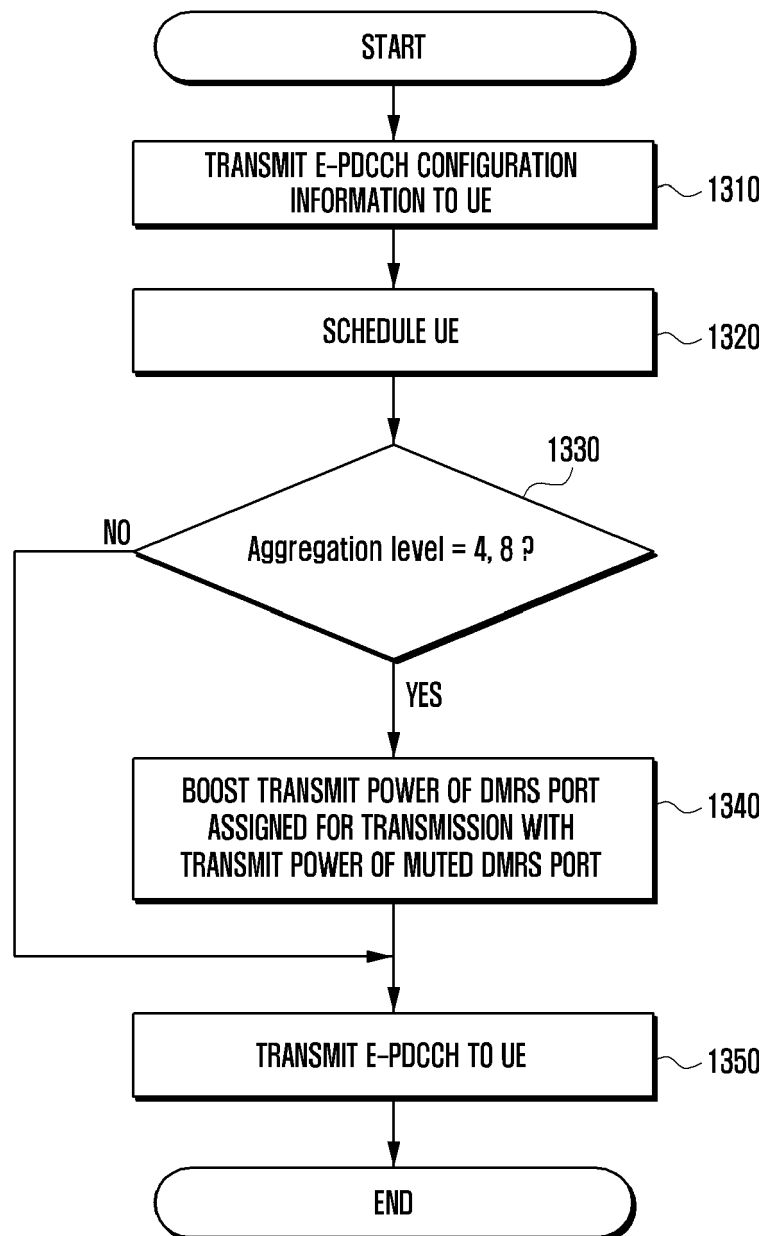 START
TRANSMIT E-PDCCH CONFIGURATION
INFORMATION TO UE
1310
SCHEDULE UE
1320
1330
NO
Aggregation level = 4, 8 ?
YES
BOOST TRANSMIT POWER OF DMRS PORT
ASSIGNED FOR TRANSMISSION WITH
TRANSMIT POWER OF MUTED DMRS PORT
1340
TRANSMIT E-PDCCH TO UE
1350
END